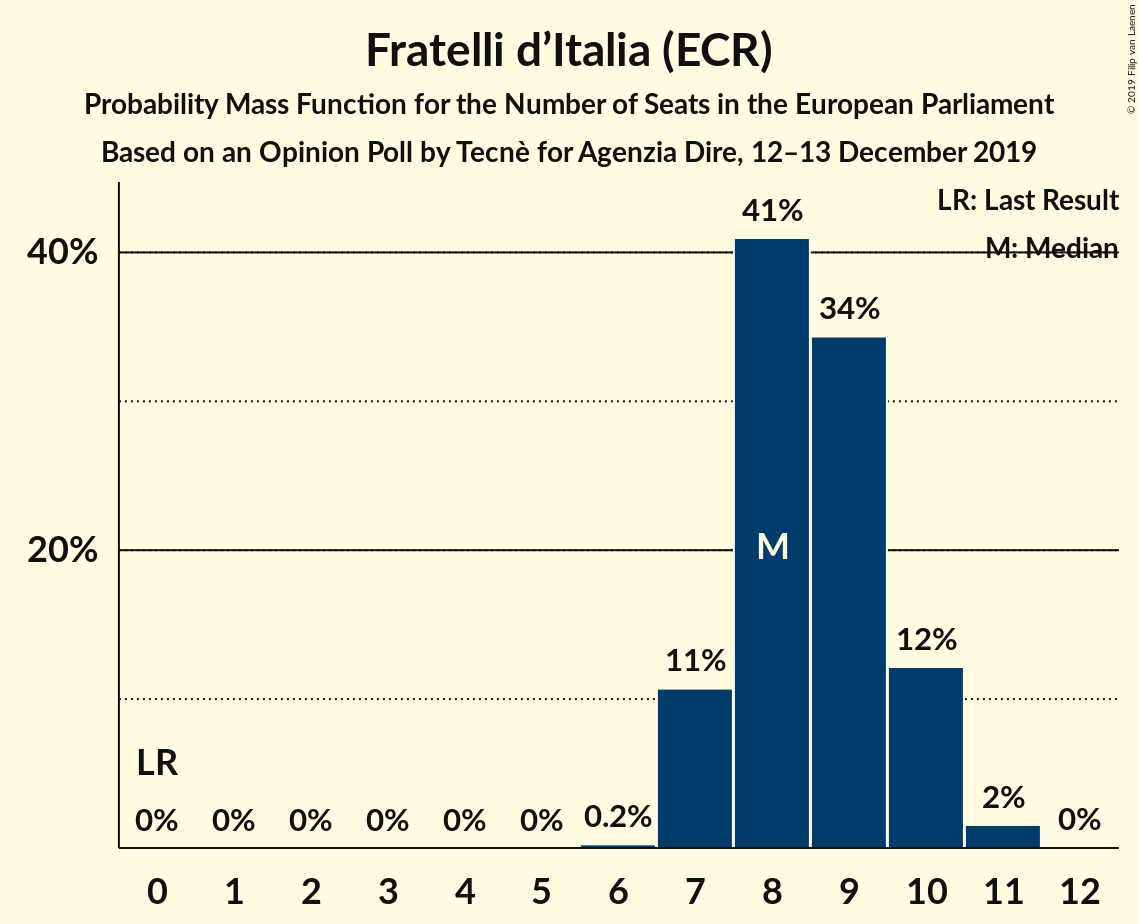 Fratelli d’Italia (ECR)
Probability Mass Function for the Number of Seats in the European Parliament
Based on an Opinion Poll by Tecnè for Agenzia Dire, 12–13 December 2019
© 2019 Filip van Laenen
LR: Last Result
M: Median
41%
40%
34%
M
20%
12%
11%
LR
2%
0% 0% 0% 0% 0% 0% 0.2% 0%
0 1 2 3 4 5 6 7 8 9 10 11 12